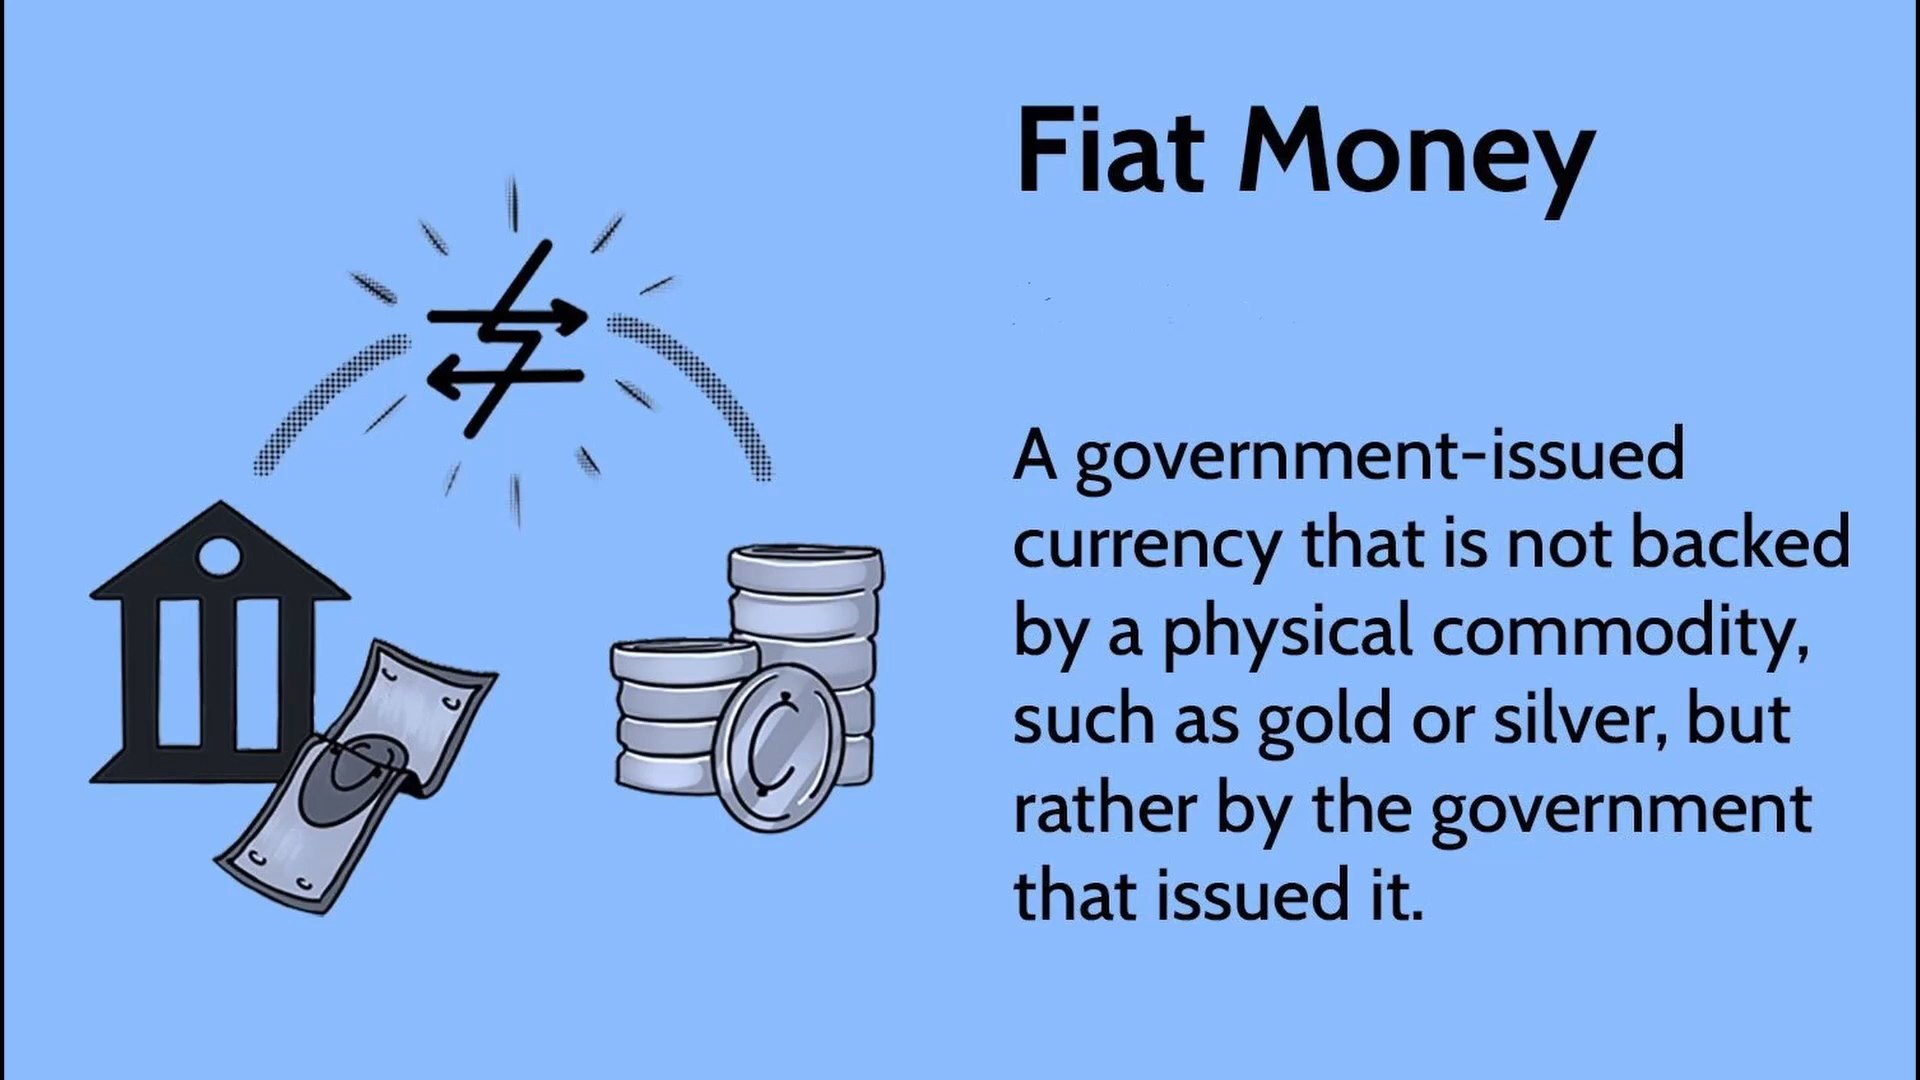 Fiat Money
A government-issued
currency that is not backed
by a physical commodity,
such as gold or silver, but
rather by the government
that issued it.